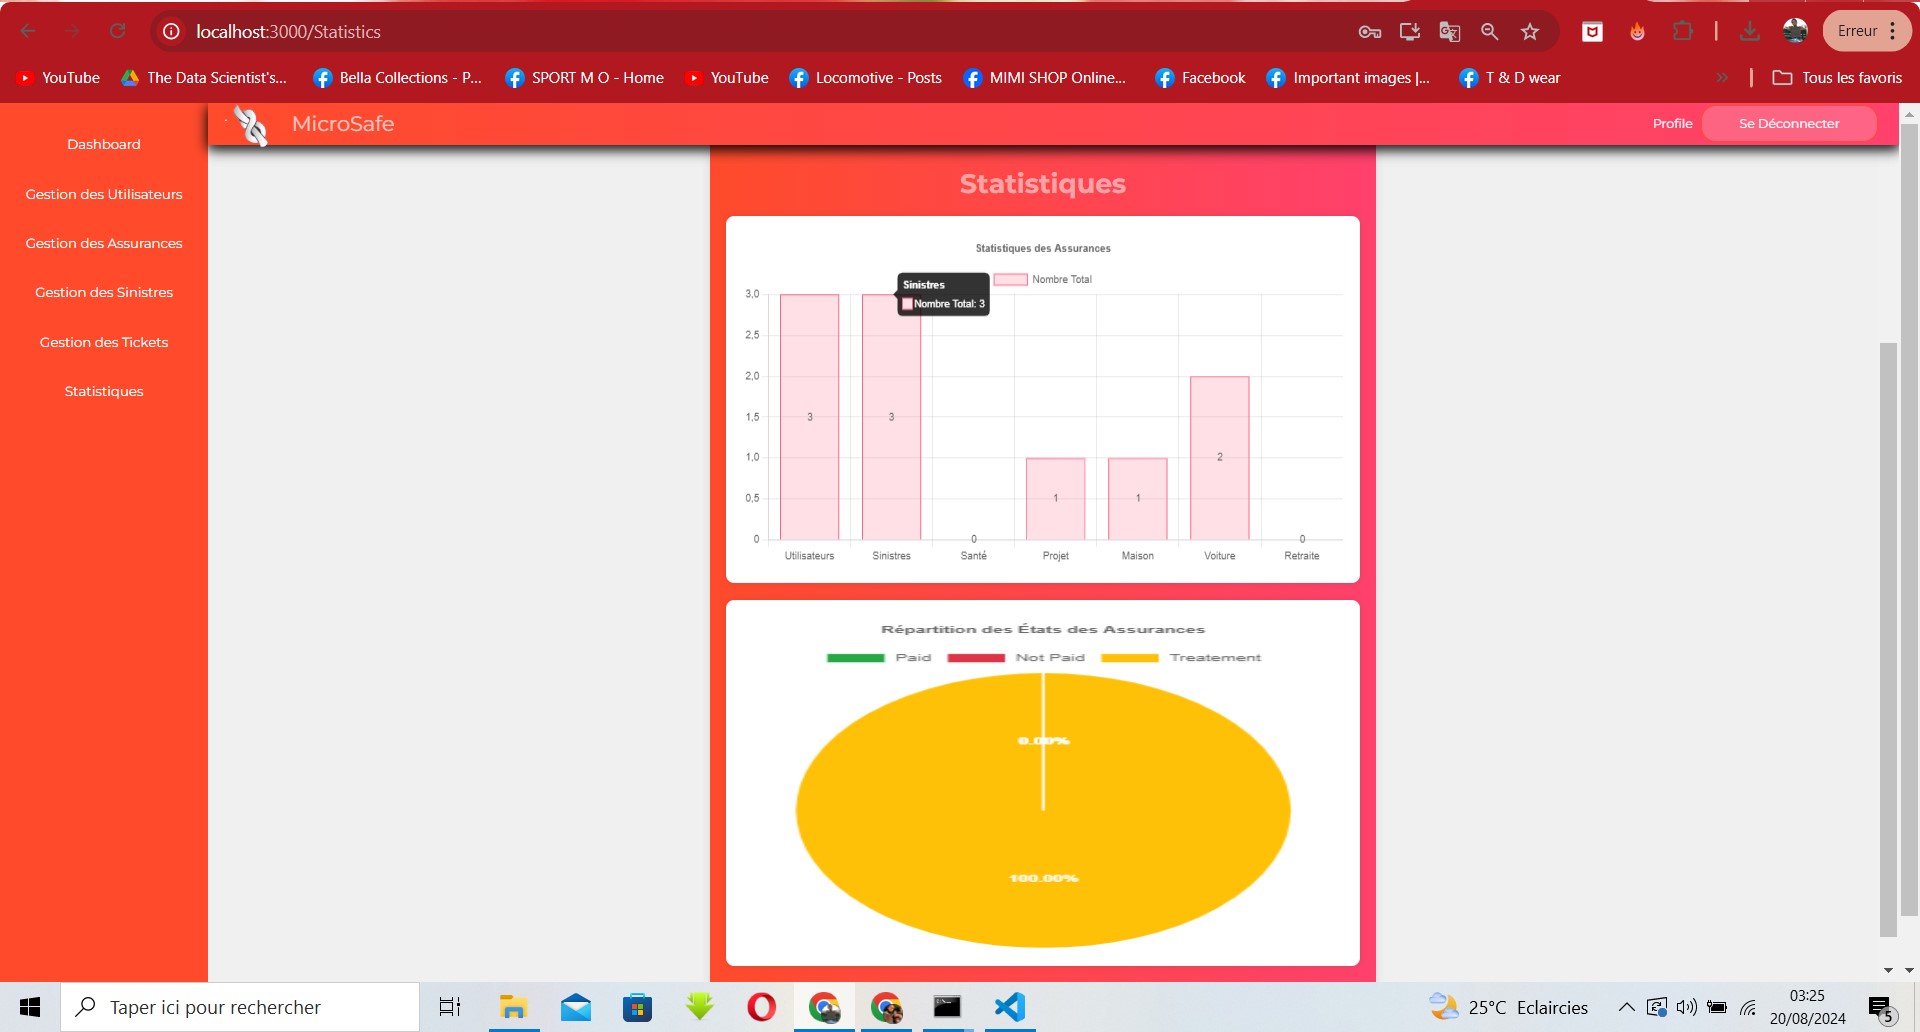 localhost:3000/Statistics
Erreur
YouTube The Data Scientist's... Bella Collections - P... SPORT M O - Home YouTube Locomotive - Posts MIMI SHOP Online... Facebook Important images |... T & D wear » Tous les favoris
MicroSafe
Profile Se Déconnecter
Dashboard
Gestion des Utilisateurs
Gestion des Assurances
Gestion des Sinistres
Gestion des Tickets
Statistiques
Statistiques
Statistiques des Assurances
Nombre Total
Sinistres
Nombre Total: 3
3,0
2,5
2,0
1,5
1,0
0,5
0
3 3 0 1 1 2 0
Utilisateurs Sinistres Santé Projet Maison Voiture Retraite
Répartition des États des Assurances
Paid Not Paid Treatement
0.00%
100.00%
Taper ici pour rechercher
25°C Eclaircies
03:25
20/08/2024
5